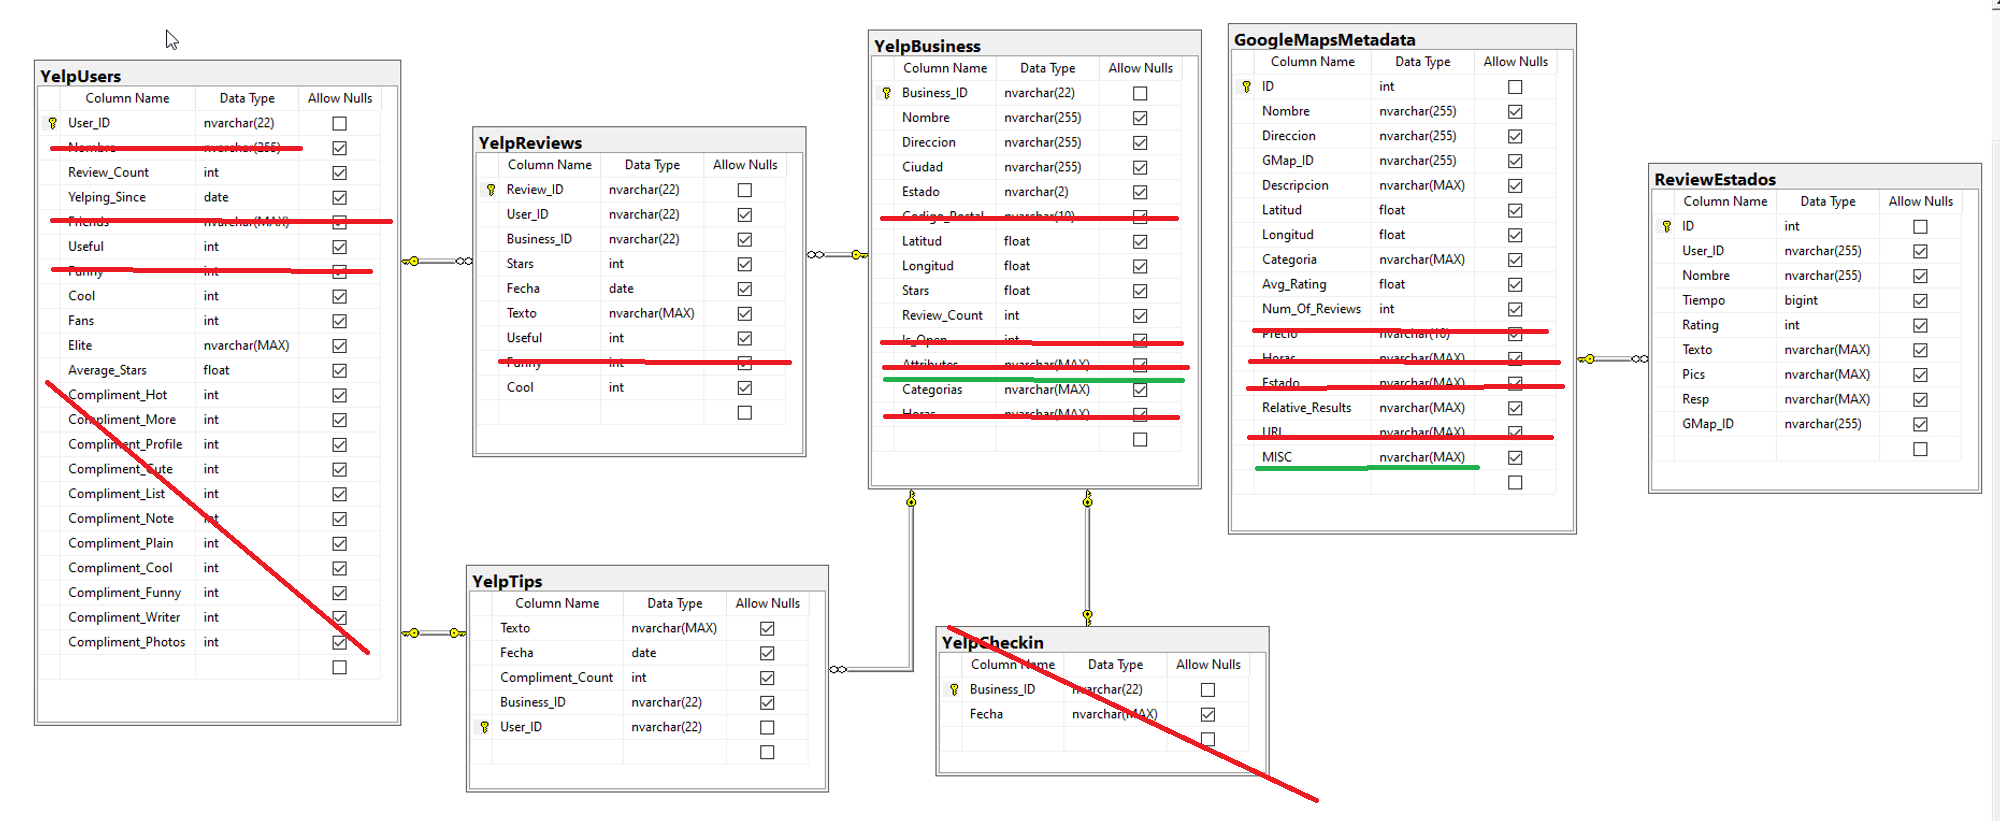 YelpUsers
Column Name Data Type Allow Nulls
User_ID nvarchar(22)
Nombre nvarchar(255)
Review_Count int
Yelping_Since date
Friends nvarchar(MAX)
Useful int
Funny int
Cool int
Fans int
Elite nvarchar(MAX)
Average_Stars float
Compliment_Hot int
Compliment_More int
Compliment_Profile int
Compliment_Cute int
Compliment_List int
Compliment_Note int
Compliment_Plain int
Compliment_Cool int
Compliment_Funny int
Compliment_Writer int
Compliment_Photos int
YelpReviews
Column Name Data Type Allow Nulls
Review_ID nvarchar(22)
User_ID nvarchar(22)
Business_ID nvarchar(22)
Stars int
Fecha date
Texto nvarchar(MAX)
Useful int
Funny int
Cool int
YelpTips
Column Name Data Type Allow Nulls
Texto nvarchar(MAX)
Fecha date
Compliment_Count int
Business_ID nvarchar(22)
User_ID nvarchar(22)
YelpBusiness
Column Name Data Type Allow Nulls
Business_ID nvarchar(22)
Nombre nvarchar(255)
Direccion nvarchar(255)
Ciudad nvarchar(255)
Estado nvarchar(2)
Codigo_Postal nvarchar(10)
Latitud float
Longitud float
Stars float
Review_Count int
Is_Open int
Attributes nvarchar(MAX)
Categorias nvarchar(MAX)
Horas nvarchar(MAX)
YelpCheckin
Column Name Data Type Allow Nulls
Business_ID nvarchar(22)
Fecha nvarchar(MAX)
GoogleMapsMetadata
Column Name Data Type Allow Nulls
ID int
Nombre nvarchar(255)
Direccion nvarchar(255)
GMap_ID nvarchar(255)
Descripcion nvarchar(MAX)
Latitud float
Longitud float
Categoria nvarchar(MAX)
Avg_Rating float
Num_Of_Reviews int
Precio nvarchar(10)
Horas nvarchar(MAX)
Estado nvarchar(MAX)
Relative_Results nvarchar(MAX)
URL nvarchar(MAX)
MISC nvarchar(MAX)
ReviewEstados
Column Name Data Type Allow Nulls
ID int
User_ID nvarchar(255)
Nombre nvarchar(255)
Tiempo bigint
Rating int
Texto nvarchar(MAX)
Pics nvarchar(MAX)
Resp nvarchar(MAX)
GMap_ID nvarchar(255)